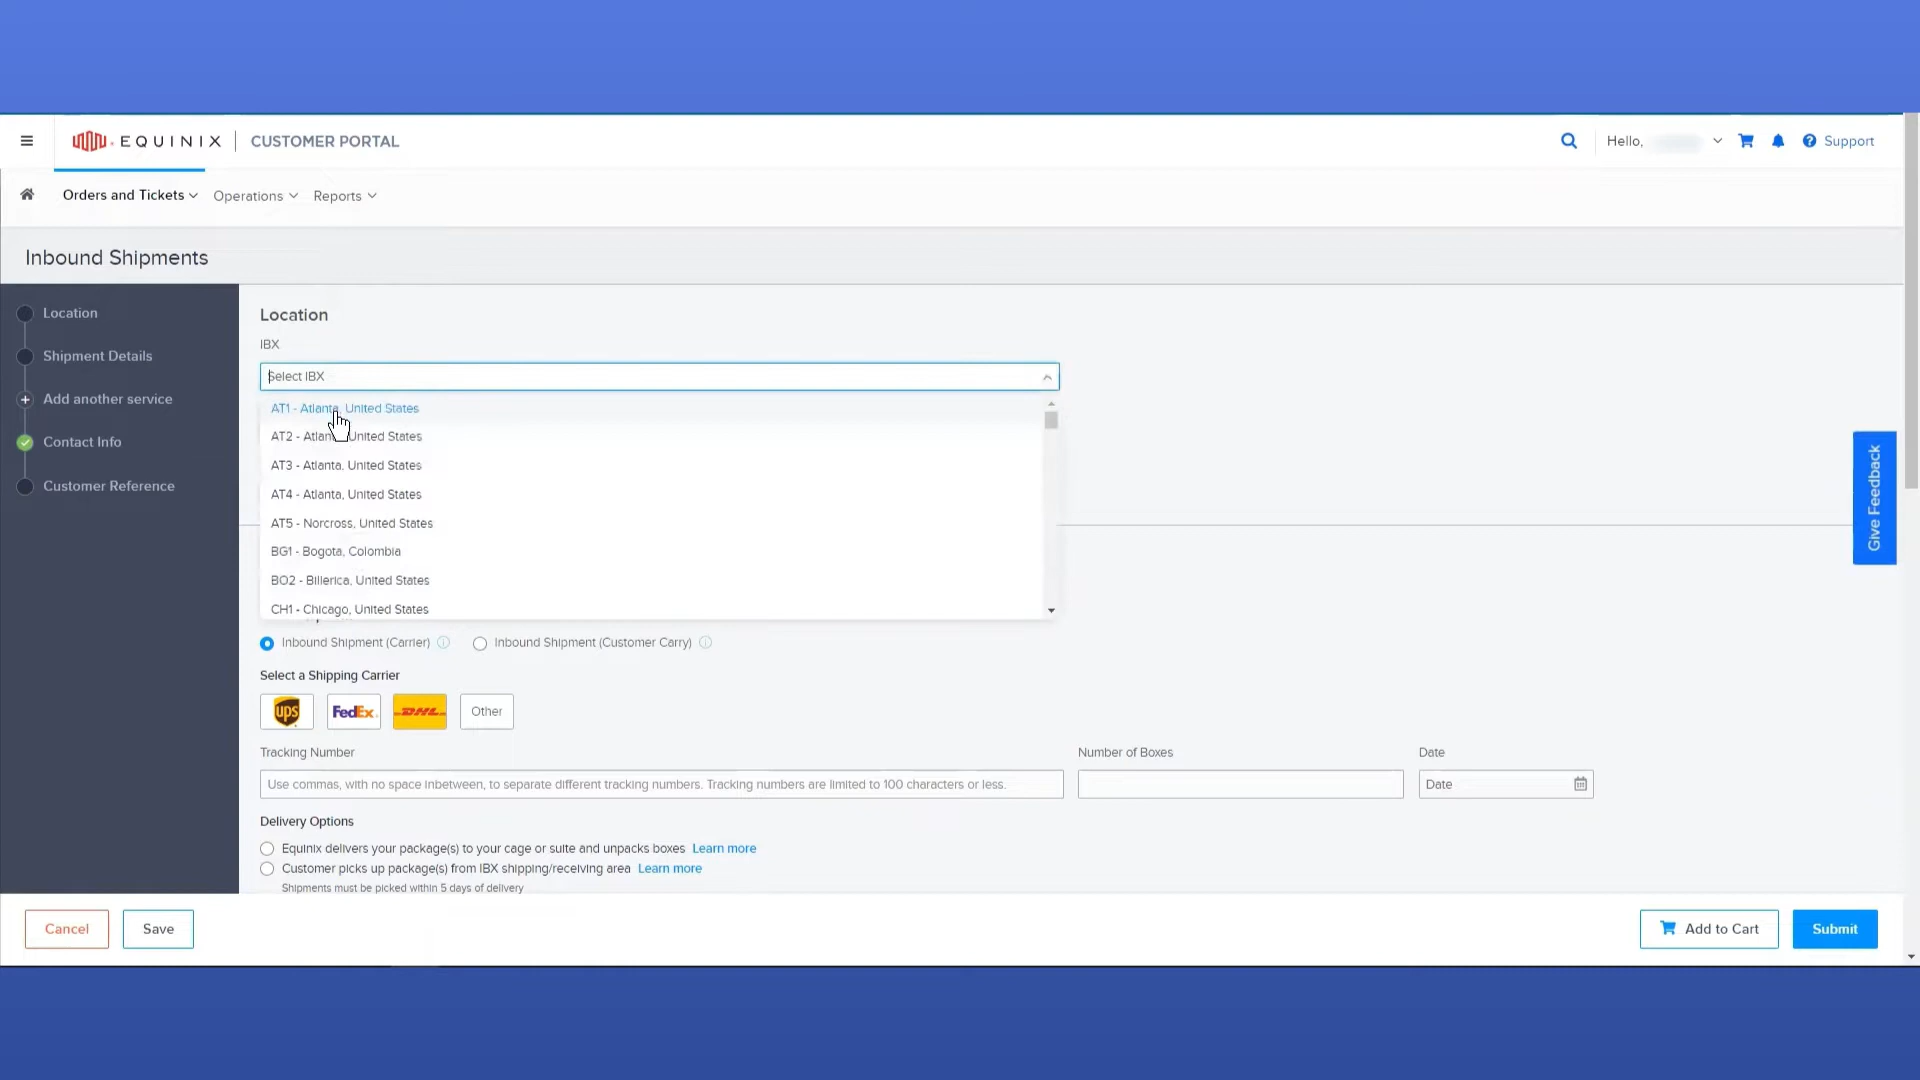 EQUINIX
CUSTOMER PORTAL
Hello,
Support
Orders and Tickets
Operations
Reports
Inbound Shipments
Location
Shipment Details
Add another service
Contact Info
Customer Reference
Location
IBX
Select IBX
AT1 - Atlanta, United States
AT2 - Atlanta, United States
AT3 - Atlanta, United States
AT4 - Atlanta, United States
AT5 - Norcross, United States
BG1 - Bogota, Colombia
BO2 - Billerica, United States
CH1 - Chicago, United States
Inbound Shipment (Carrier)
Inbound Shipment (Customer Carry)
Select a Shipping Carrier
ups
FedEx
DHL
Other
Tracking Number
Number of Boxes
Date
Use commas, with no space inbetween, to separate different tracking numbers. Tracking numbers are limited to 100 characters or less.
Date
Delivery Options
Equinix delivers your package(s) to your cage or suite and unpacks boxes Learn more
Customer picks up package(s) from IBX shipping/receiving area Learn more
Shipments must be picked within 5 days of delivery
Cancel
Save
Add to Cart
Submit
Give Feedback